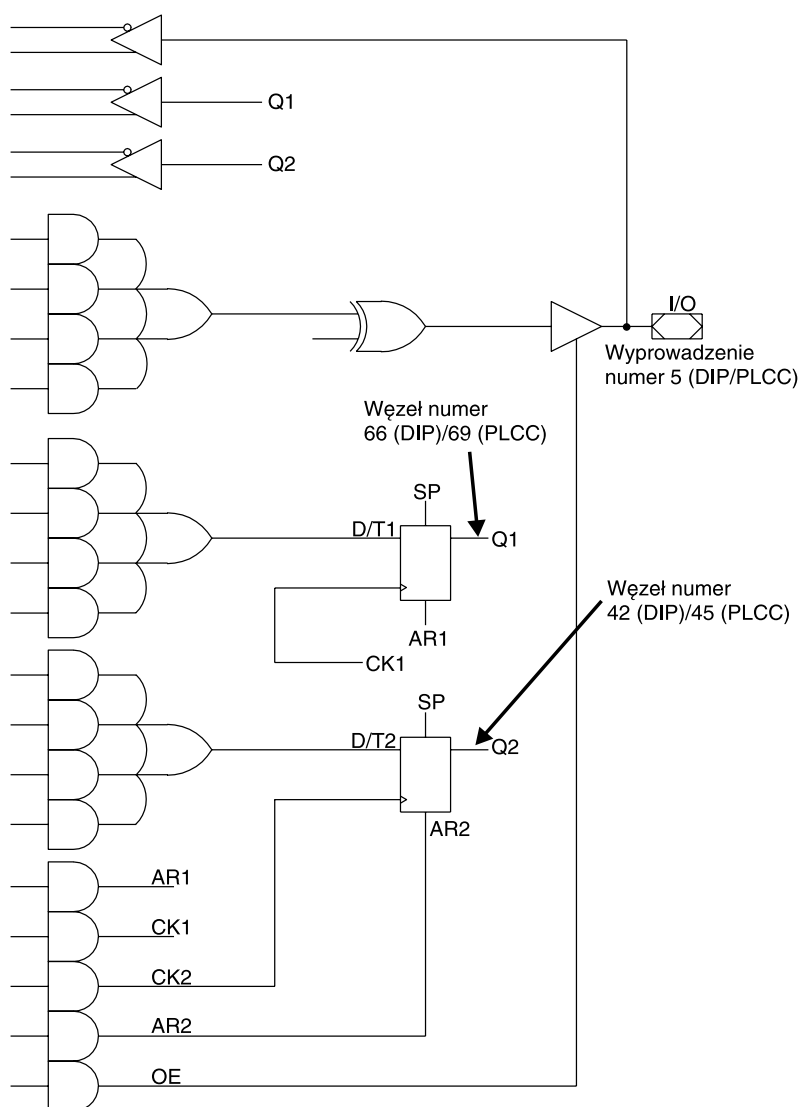 Q1
Q2
I/O
Wyprowadzenie
numer 5 (DIP/PLCC)
Węzeł numer
66 (DIP)/69 (PLCC)
SP
D/T1
Q1
AR1
CK1
Węzeł numer
42 (DIP)/45 (PLCC)
SP
D/T2
Q2
AR2
AR1
CK1
CK2
AR2
OE